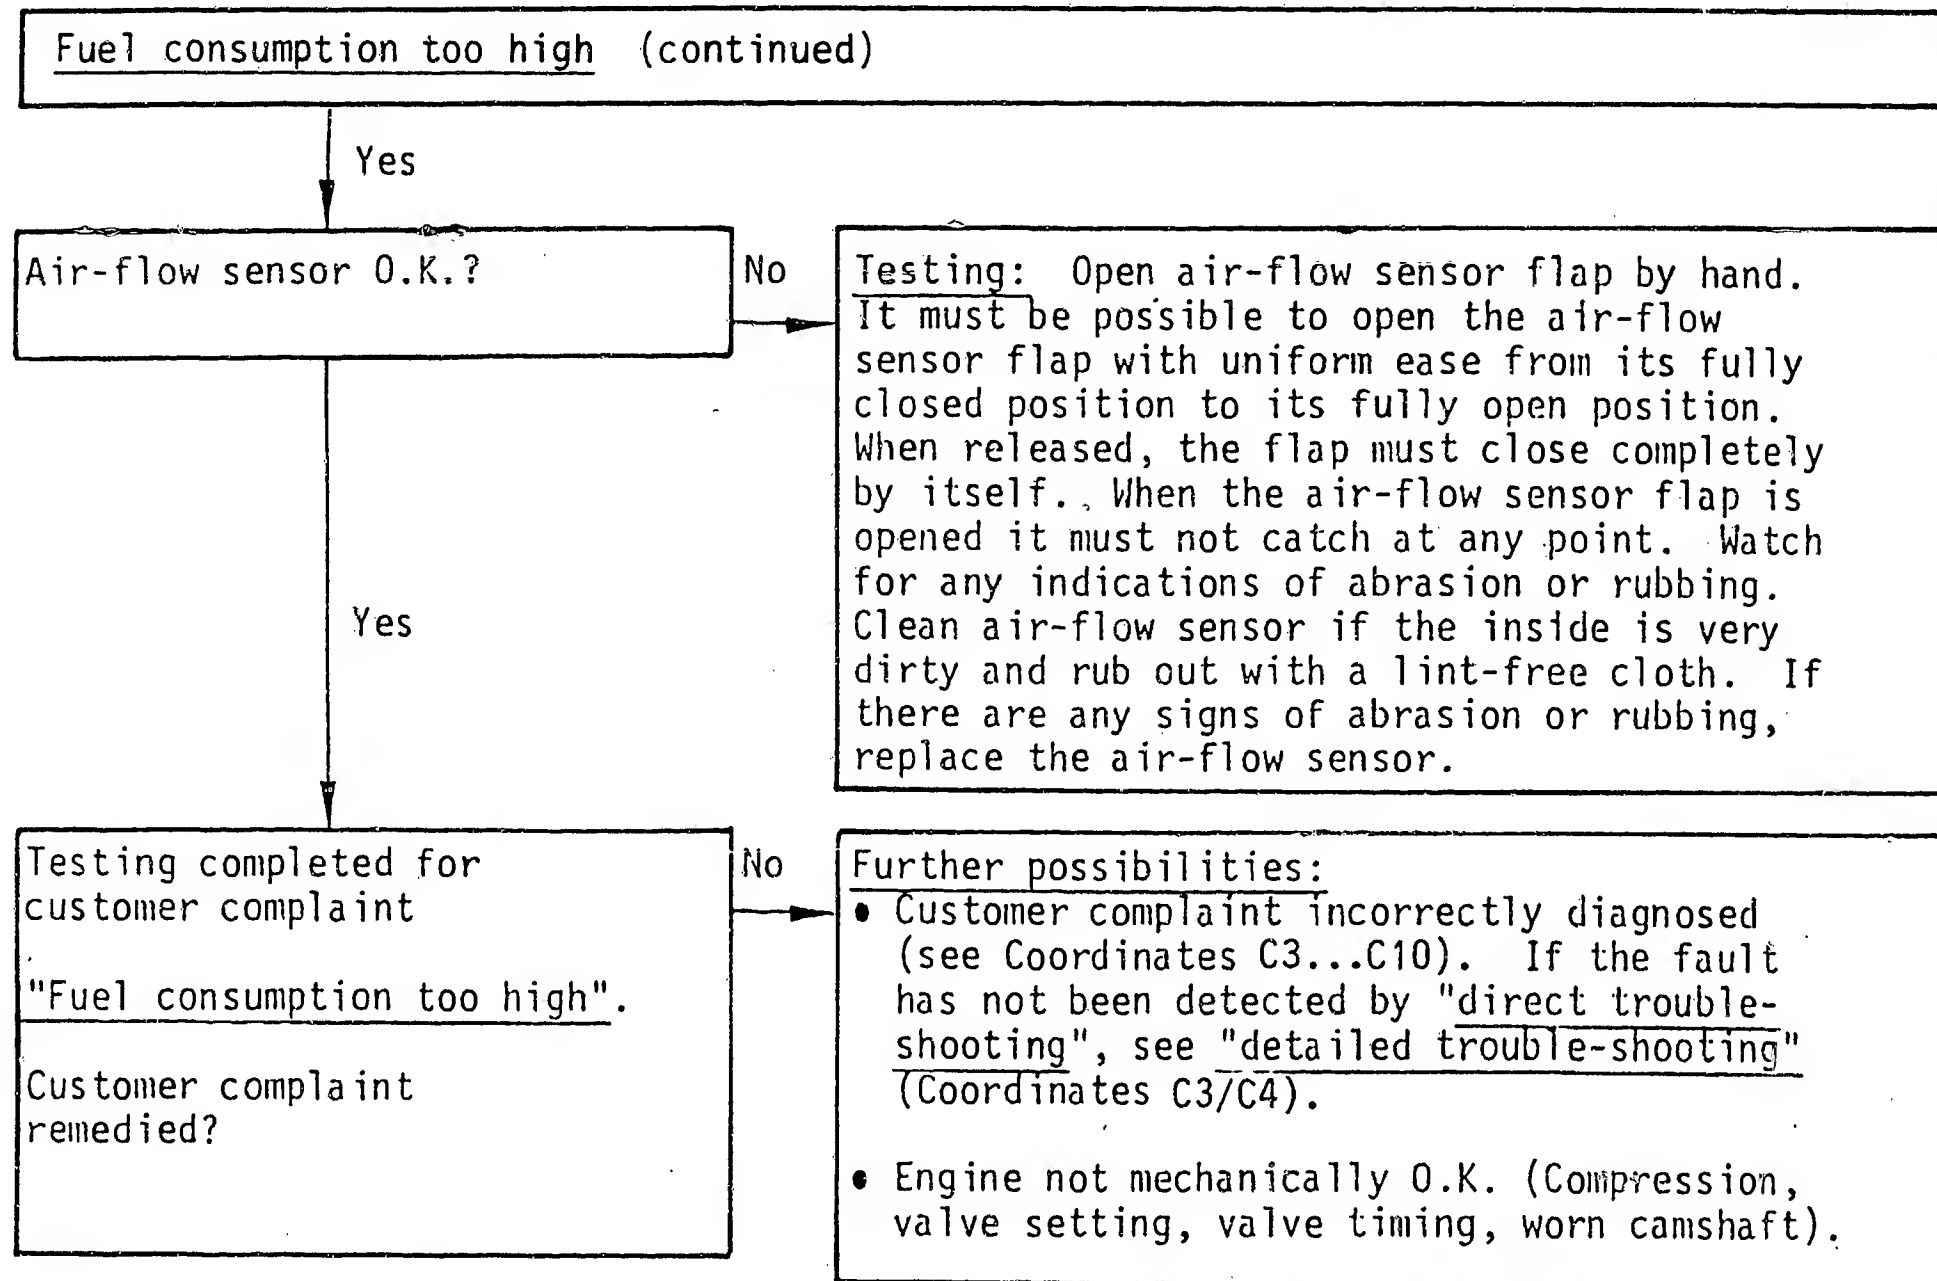 Fuel consumption too high (continued)
Yes
Air-flow sensor O.K.?
No
Testing: Open air-flow sensor flap by hand.
It must be possible to open the air-flow
sensor flap with uniform ease from its fully
closed position to its fully open position.
When released, the flap must close completely
by itself. When the air-flow sensor flap is
opened it must not catch at any point. Watch
for any indications of abrasion or rubbing.
Clean air-flow sensor if the inside is very
dirty and rub out with a lint-free cloth. If
there are any signs of abrasion or rubbing,
replace the air-flow sensor.
Yes
Testing completed for
customer complaint
"Fuel consumption too high".
Customer complaint
remedied?
No
Further possibilities:
• Customer complaint incorrectly diagnosed
(see Coordinates C3...C10). If the fault
has not been detected by "direct trouble-
shooting", see "detailed trouble-shooting"
(Coordinates C3/C4).
• Engine not mechanically O.K. (Compression,
valve setting, valve timing, worn camshaft).